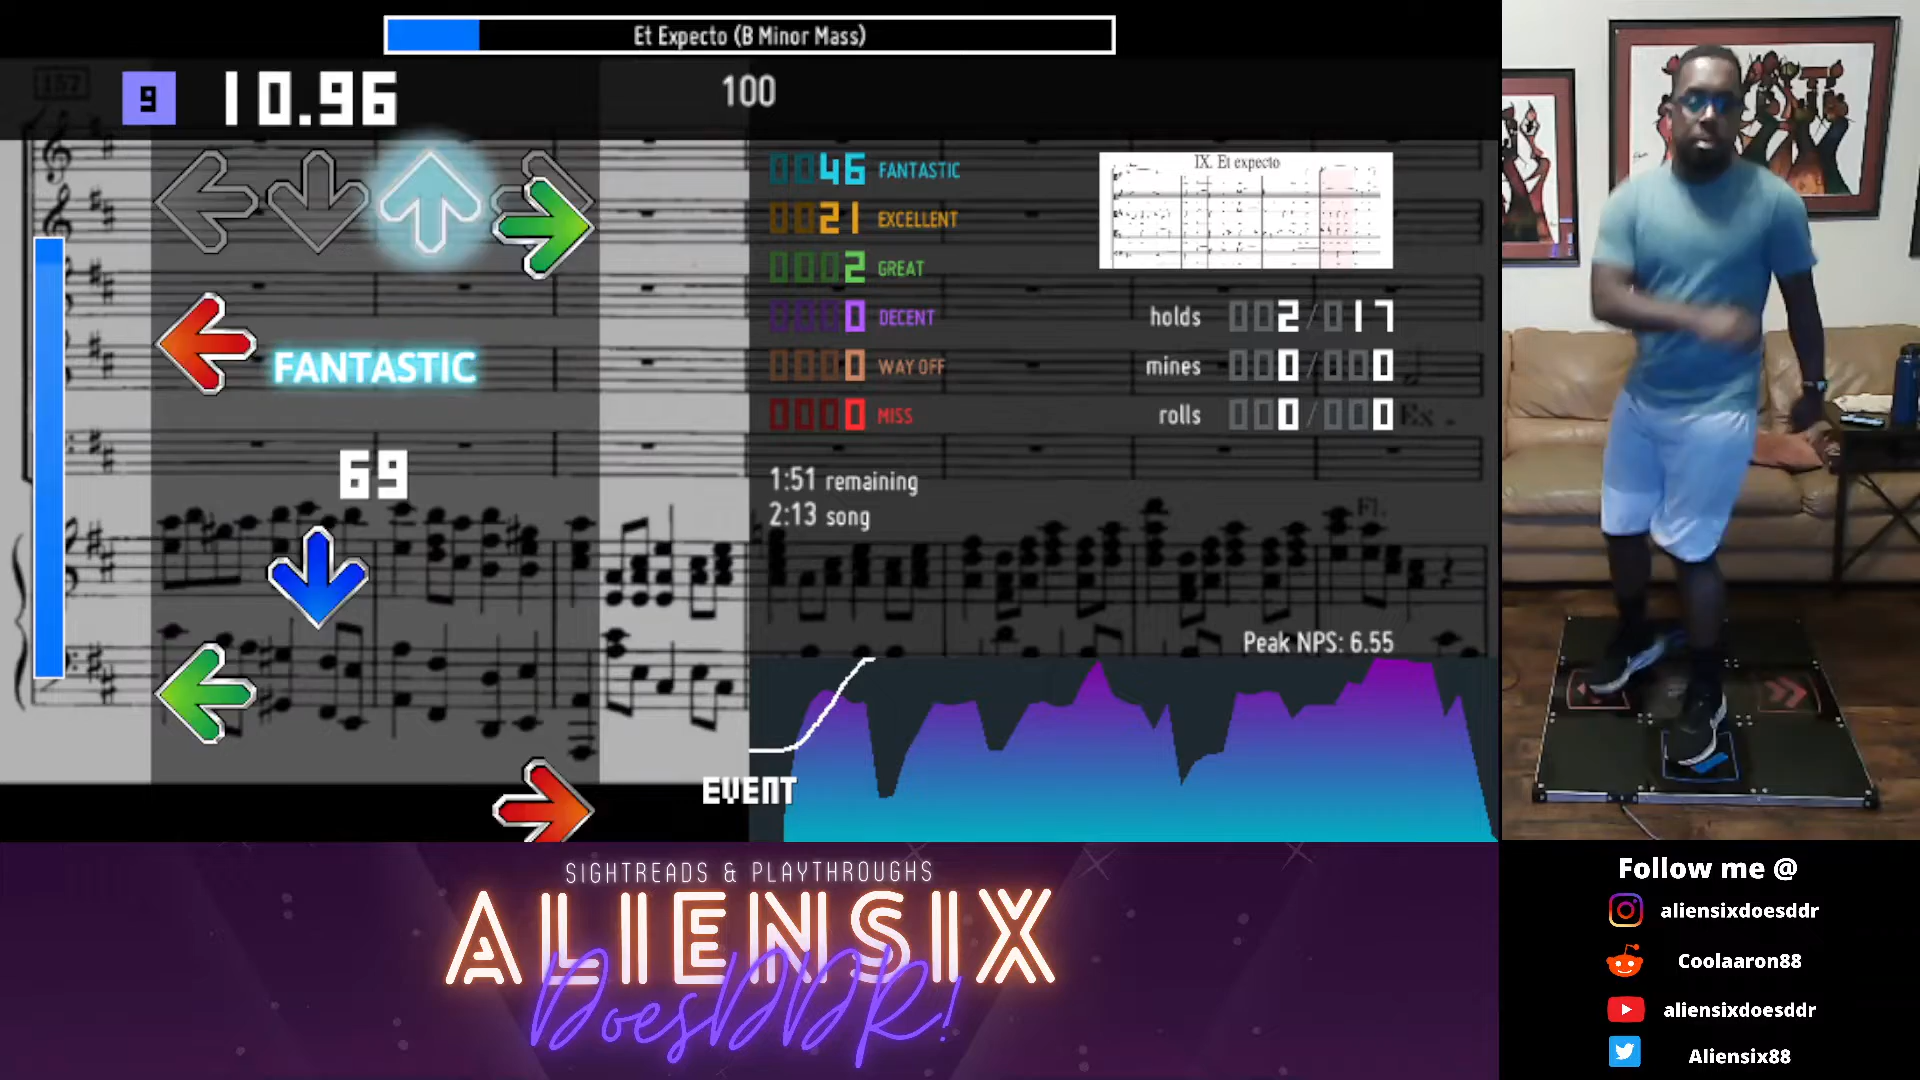 Et Expecto (B Minor Mass)
157
9
10.96
100
0046 FANTASTIC
0021 EXCELLENT
0002 GREAT
0000 DECENT
0000 WAY OFF
0000 MISS
IX. Et expecto
holds 002/017
mines 000/000
rolls 000/000
FANTASTIC
69
1:51 remaining
2:13 song
Fl.
Peak NPS: 6.55
EVENT
SIGHTREADS & PLAYTHROUGHS
ALIENSIX
DoesDDR!
Follow me @
aliensixdoesddr
Coolaaron88
aliensixdoesddr
Aliensix88